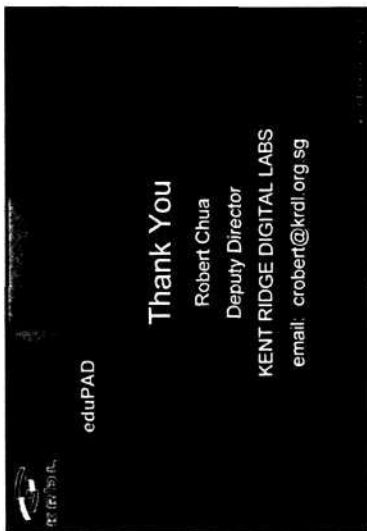 eduPAD
Thank You
Robert Chua
Deputy Director
KENT RIDGE DIGITAL LABS
email: crobert@krdl.org.sg